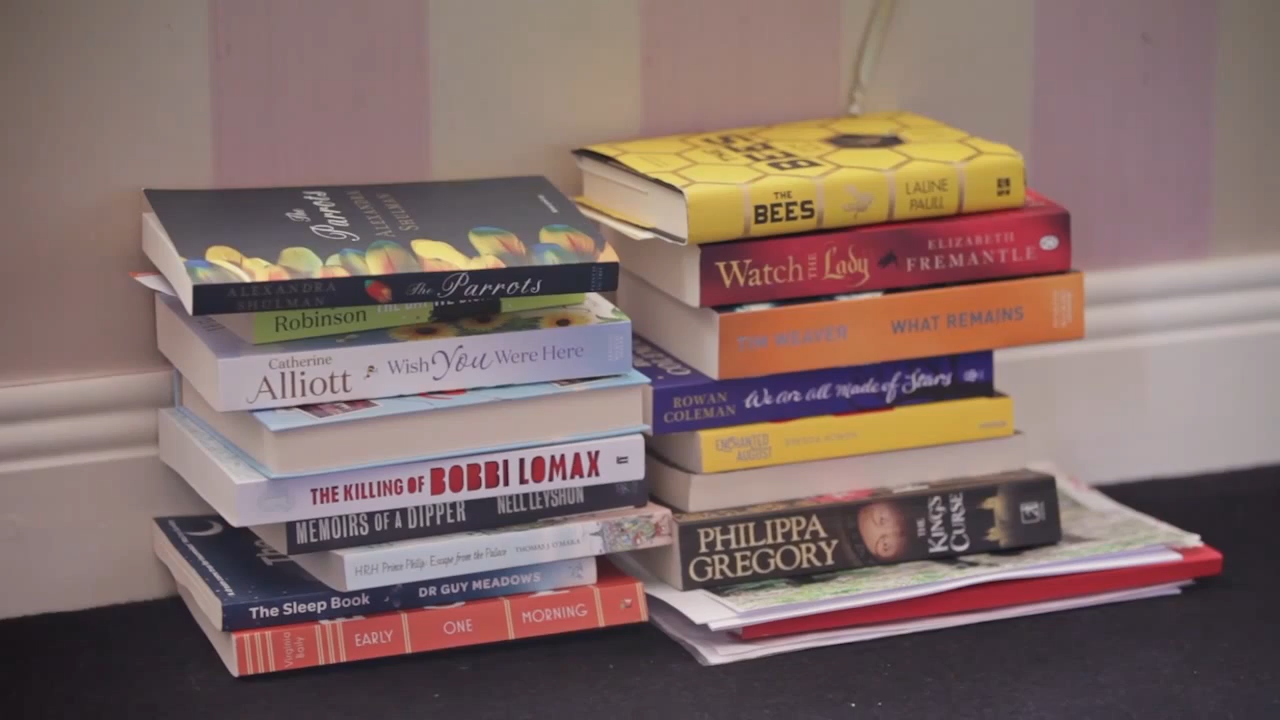 The
Parrots
ALEXANDRA
SHULMAN
ALEXANDRA
SHULMAN
The Parrots
Robinson
Catherine
Alliott
Wish You Were Here
THE KILLING OF BOBBI LOMAX
MEMOIRS OF A DIPPER NELL LEYSHON
HRH Prince Philip: Escape from the Palace
THOMAS J. O'MARA
The Sleep Book DR GUY MEADOWS
Virginia
Baily
EARLY ONE MORNING
THE
BEES
THE
BEES
LALINE
PAULL
Watch THE Lady
ELIZABETH
FREMANTLE
TIM WEAVER WHAT REMAINS
ROWAN
COLEMAN
We are all Made of Stars
ENCHANTED
AUGUST
PHILIPPA
GREGORY
THE
KING'S
CURSE